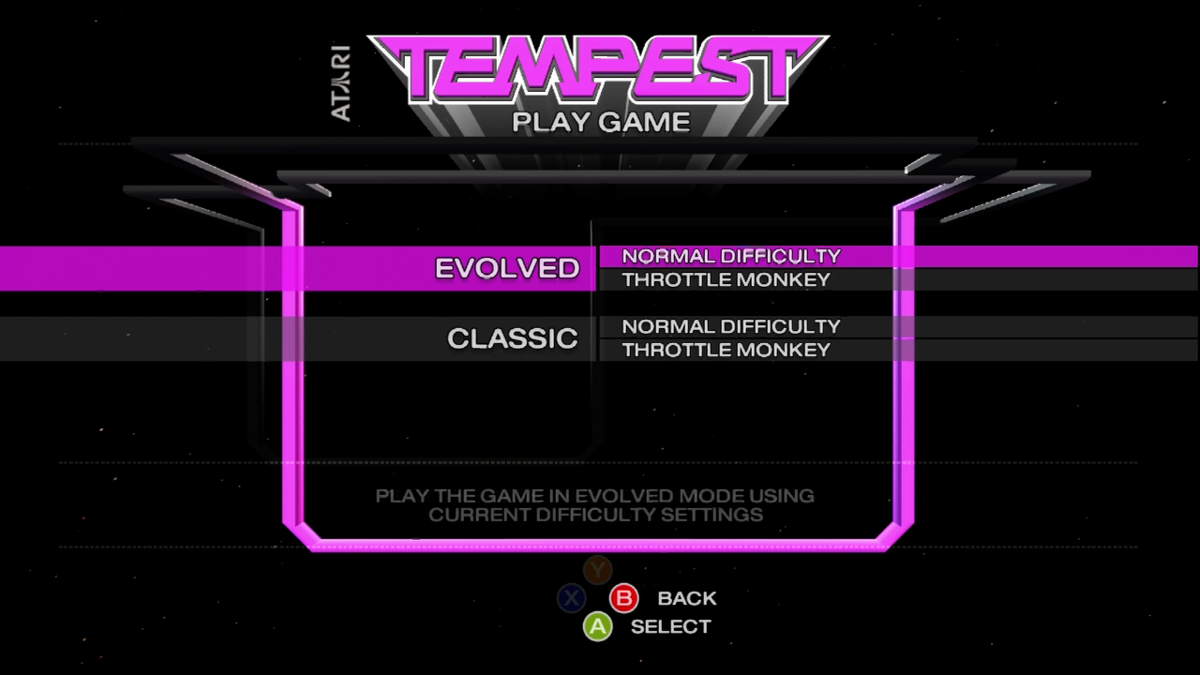 ATARI
TEMPEST
PLAY GAME
EVOLVED
NORMAL DIFFICULTY
THROTTLE MONKEY
CLASSIC
NORMAL DIFFICULTY
THROTTLE MONKEY
PLAY THE GAME IN EVOLVED MODE USING
CURRENT DIFFICULTY SETTINGS
Y
X B BACK
A SELECT